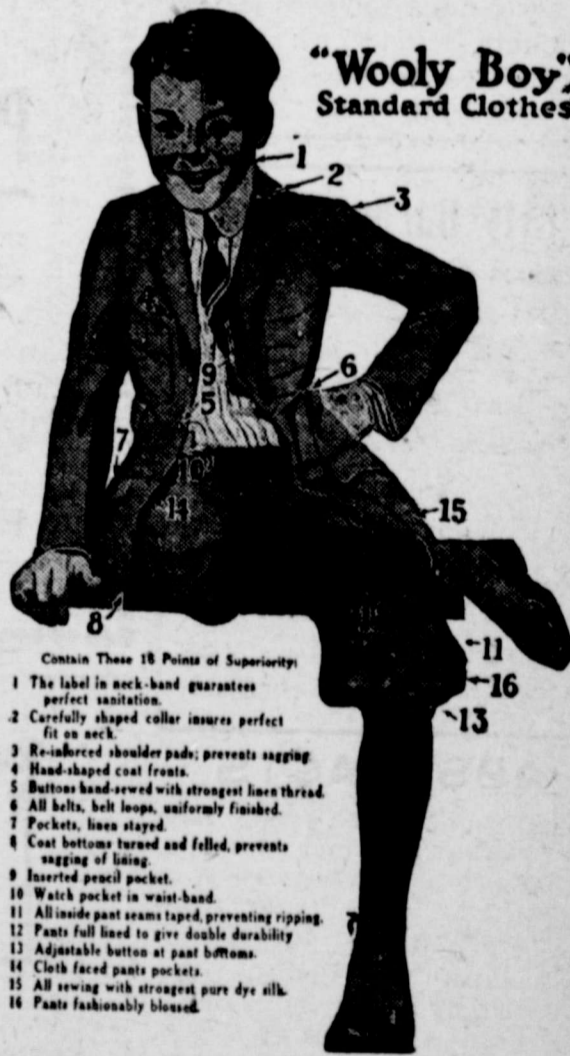 "Wooly Boy"
Standard Clothes
1
2
3
9
6
5
7
10
14
15
8
11
16
13
Contain These 16 Points of Superiority:
1 The label in neck-band guarantees
perfect sanitation.
2 Carefully shaped collar insures perfect
fit on neck.
3 Re-inforced shoulder pads; prevents sagging
4 Hand-shaped coat fronts.
5 Buttons hand-sewed with strongest linen thread.
6 All belts, belt loops, uniformly finished.
7 Pockets, linen stayed.
8 Coat bottoms turned and felled, prevents
sagging of lining.
9 Inserted pencil pocket.
10 Watch pocket in waist-band.
11 All inside pant seams taped, preventing ripping.
12 Pants full lined to give double durability
13 Adjustable button at pant bottoms.
14 Cloth faced pants pockets.
15 All sewing with strongest pure dye silk.
16 Pants fashionably bloused.